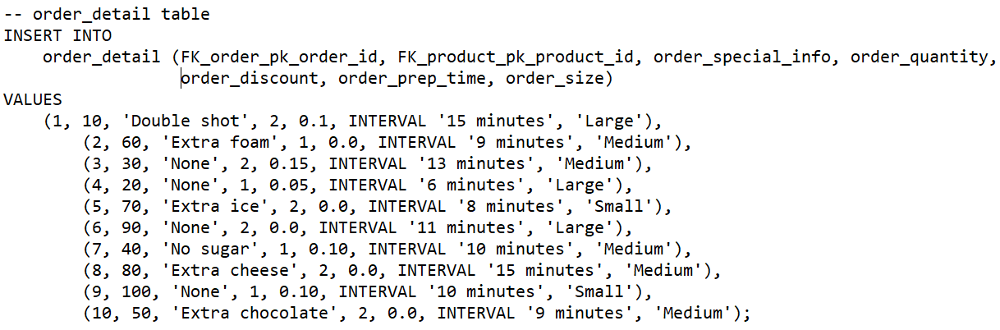 -- order_detail table
INSERT INTO
    order_detail (FK_order_pk_order_id, FK_product_pk_product_id, order_special_info, order_quantity,
                  order_discount, order_prep_time, order_size)
VALUES
    (1, 10, 'Double shot', 2, 0.1, INTERVAL '15 minutes', 'Large'),
        (2, 60, 'Extra foam', 1, 0.0, INTERVAL '9 minutes', 'Medium'),
        (3, 30, 'None', 2, 0.15, INTERVAL '13 minutes', 'Medium'),
        (4, 20, 'None', 1, 0.05, INTERVAL '6 minutes', 'Large'),
        (5, 70, 'Extra ice', 2, 0.0, INTERVAL '8 minutes', 'Small'),
        (6, 90, 'None', 2, 0.0, INTERVAL '11 minutes', 'Large'),
        (7, 40, 'No sugar', 1, 0.10, INTERVAL '10 minutes', 'Medium'),
        (8, 80, 'Extra cheese', 2, 0.0, INTERVAL '15 minutes', 'Medium'),
        (9, 100, 'None', 1, 0.10, INTERVAL '10 minutes', 'Small'),
        (10, 50, 'Extra chocolate', 2, 0.0, INTERVAL '9 minutes', 'Medium');